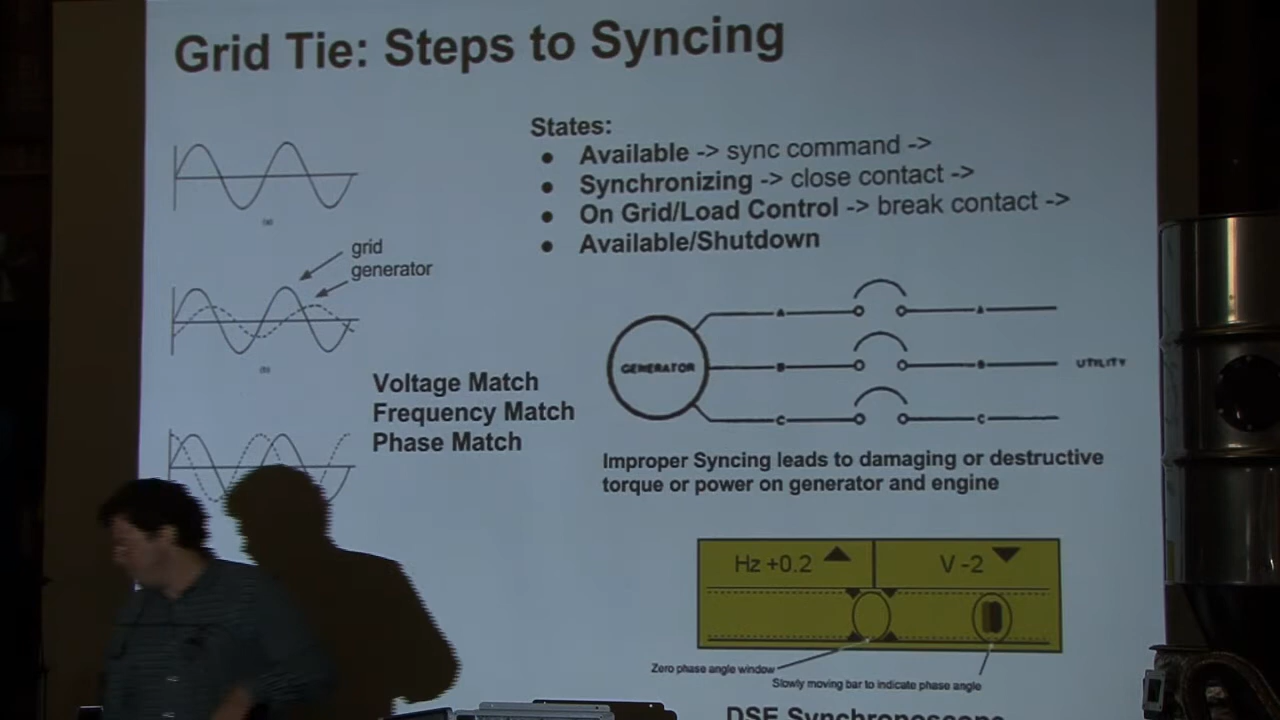 Grid Tie: Steps to Syncing
States:
● Available -> sync command ->
● Synchronizing -> close contact ->
● On Grid/Load Control -> break contact ->
● Available/Shutdown
(a)
grid
generator
(b)
Voltage Match
Frequency Match
Phase Match
A A
GENERATOR B B UTILITY
C C
Improper Syncing leads to damaging or destructive
torque or power on generator and engine
Hz +0.2 V -2
Zero phase angle window
Slowly moving bar to indicate phase angle
DSE Synchroscope